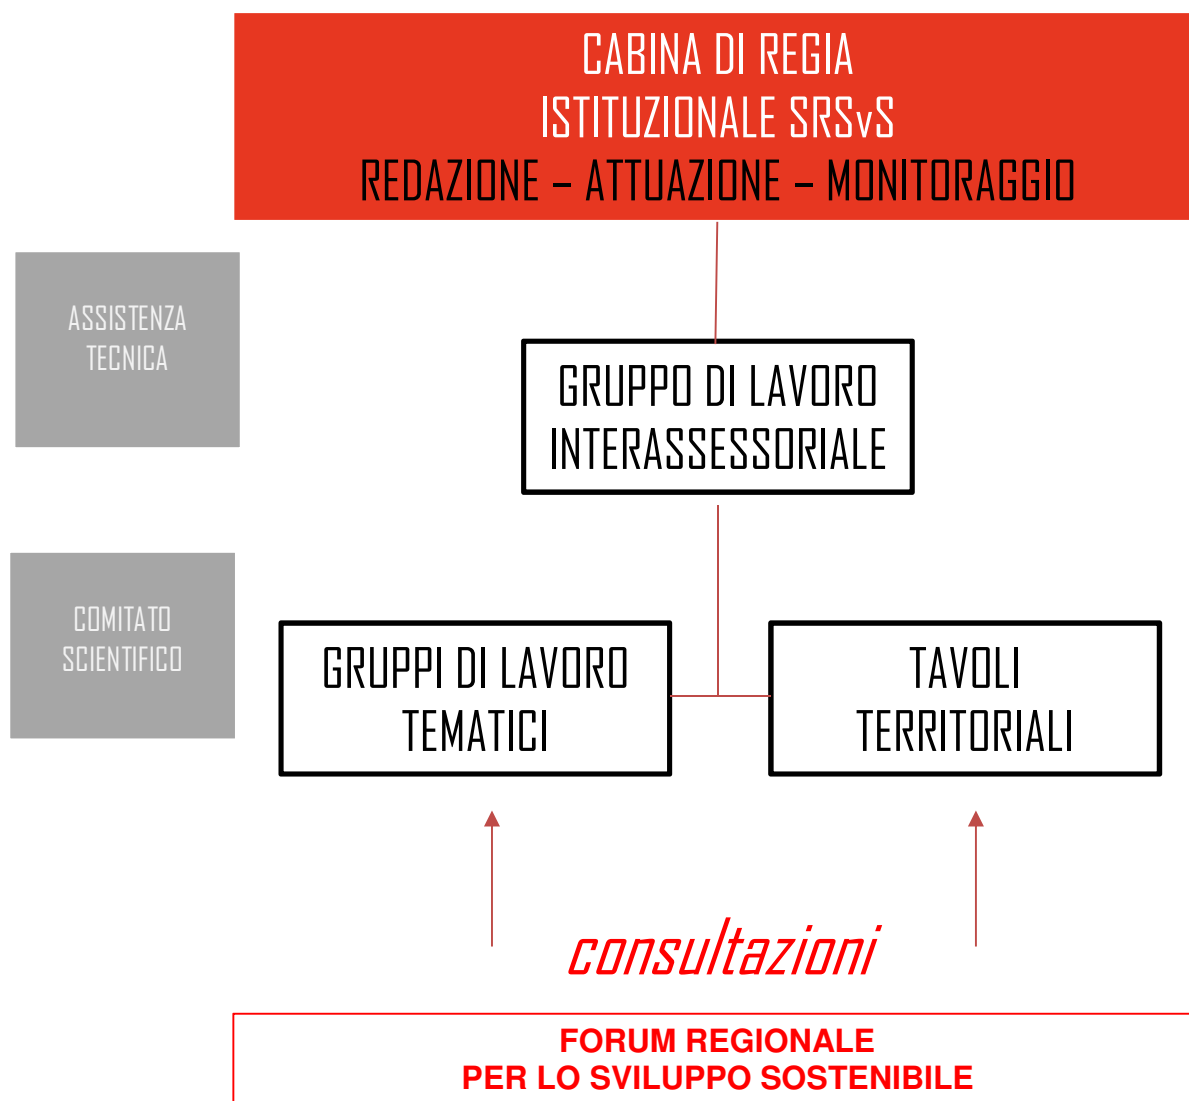 CABINA DI REGIA
ISTITUZIONALE SRSvS
REDAZIONE – ATTUAZIONE – MONITORAGGIO
ASSISTENZA
TECNICA
GRUPPO DI LAVORO
INTERASSESSORIALE
COMITATO
SCIENTIFICO
GRUPPI DI LAVORO
TEMATICI
TAVOLI
TERRITORIALI
consultazioni
FORUM REGIONALE
PER LO SVILUPPO SOSTENIBILE